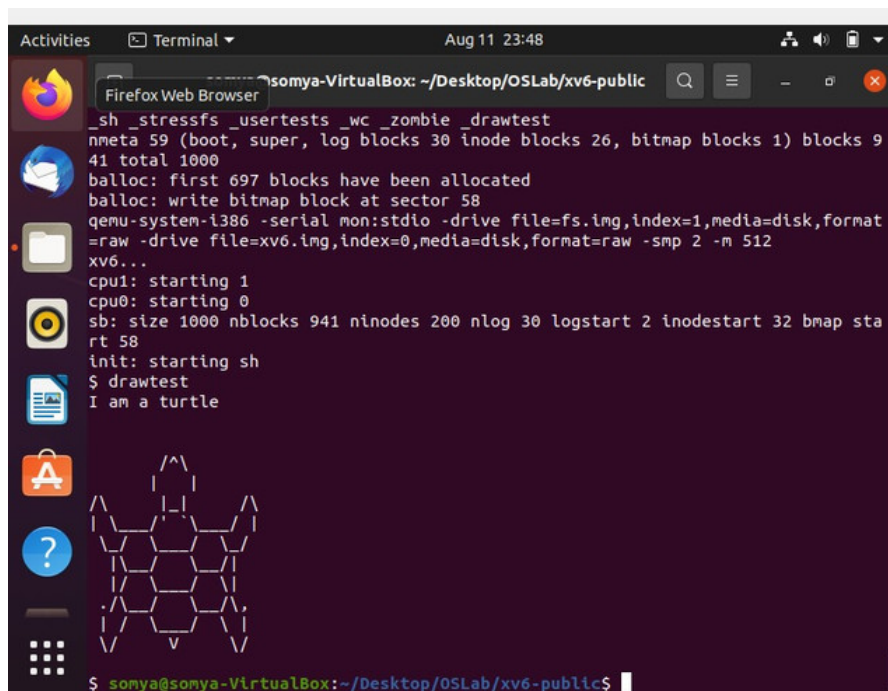 Activities
Terminal
Aug 11 23:48
somya@somya-VirtualBox: ~/Desktop/OSLab/xv6-public
Firefox Web Browser
_sh _stressfs _usertests _wc _zombie _drawtest
nmeta 59 (boot, super, log blocks 30 inode blocks 26, bitmap blocks 1) blocks 9
41 total 1000
balloc: first 697 blocks have been allocated
balloc: write bitmap block at sector 58
qemu-system-i386 -serial mon:stdio -drive file=fs.img,index=1,media=disk,format
=raw -drive file=xv6.img,index=0,media=disk,format=raw -smp 2 -m 512
xv6...
cpu1: starting 1
cpu0: starting 0
sb: size 1000 nblocks 941 ninodes 200 nlog 30 logstart 2 inodestart 32 bmap sta
rt 58
init: starting sh
$ drawtest
I am a turtle
$ somya@somya-VirtualBox:~/Desktop/OSLab/xv6-public$